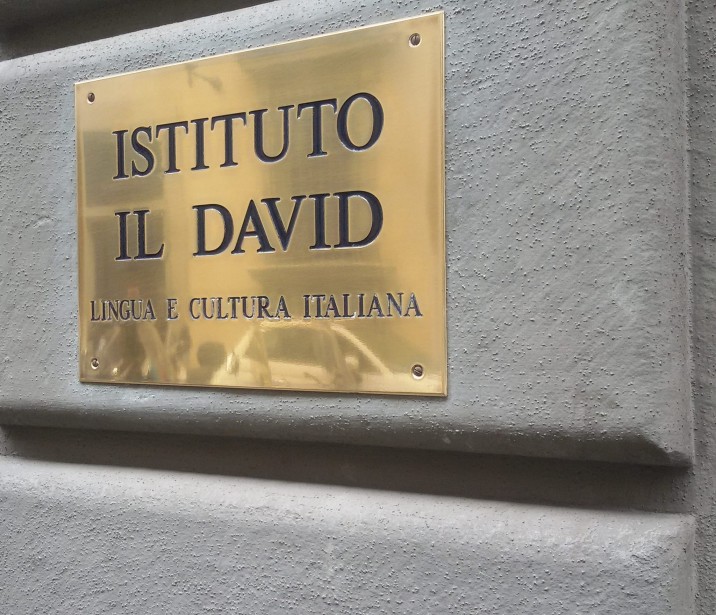 ISTITUTO
IL DAVID
LINGUA E CULTURA ITALIANA